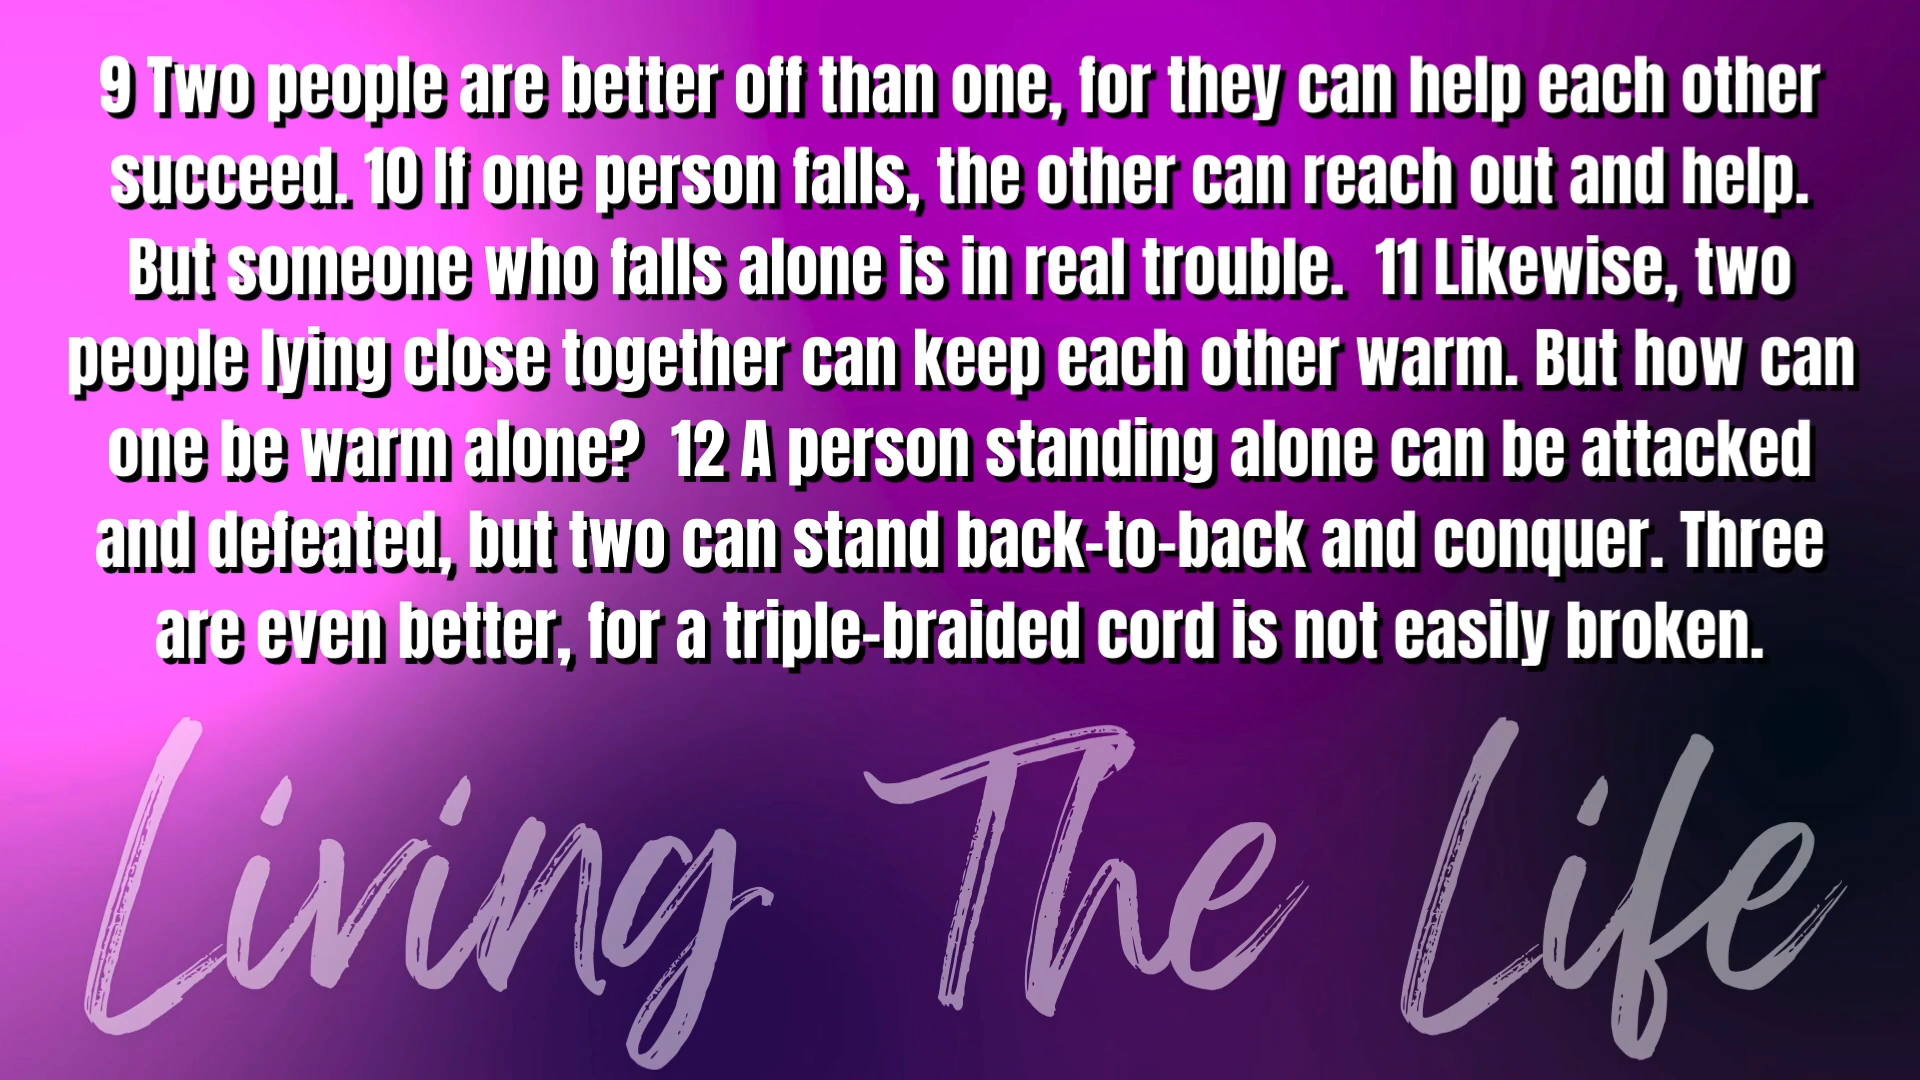 9 Two people are better off than one, for they can help each other
succeed. 10 If one person falls, the other can reach out and help.
But someone who falls alone is in real trouble.  11 Likewise, two
people lying close together can keep each other warm. But how can
one be warm alone?  12 A person standing alone can be attacked
and defeated, but two can stand back-to-back and conquer. Three
are even better, for a triple-braided cord is not easily broken.
Living The Life